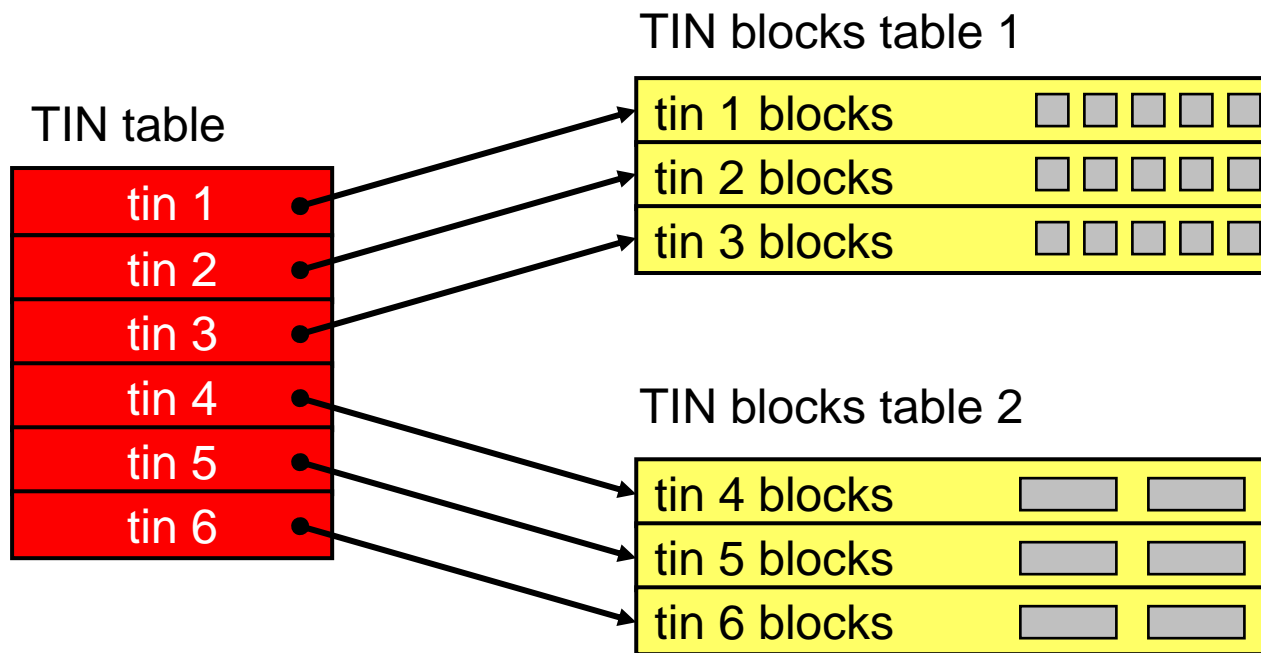 TIN table
tin 1
tin 2
tin 3
tin 4
tin 5
tin 6
TIN blocks table 1
tin 1 blocks
tin 2 blocks
tin 3 blocks
TIN blocks table 2
tin 4 blocks
tin 5 blocks
tin 6 blocks